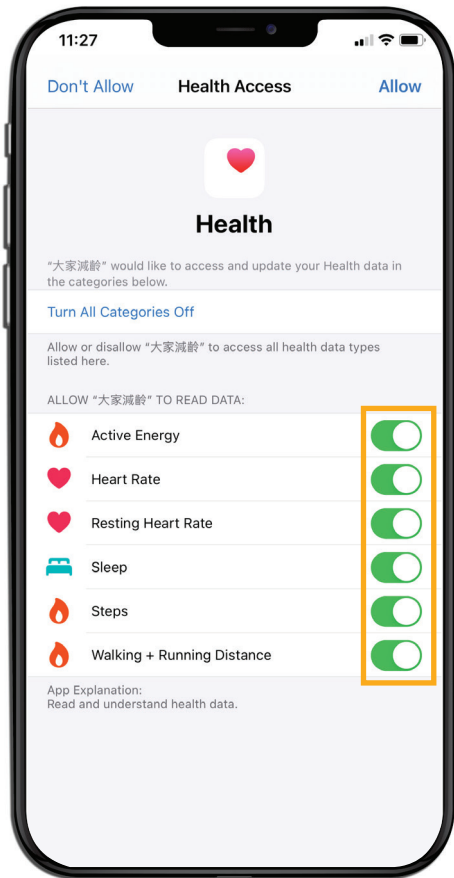 11:27
Don't Allow Health Access Allow
Health
"大家減齡" would like to access and update your Health data in
the categories below.
Turn All Categories Off
Allow or disallow "大家減齡" to access all health data types
listed here.
ALLOW "大家減齡" TO READ DATA:
Active Energy
Heart Rate
Resting Heart Rate
Sleep
Steps
Walking + Running Distance
App Explanation:
Read and understand health data.